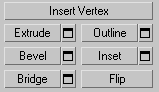 Insert Vertex
Extrude Outline
Bevel Inset
Bridge Flip